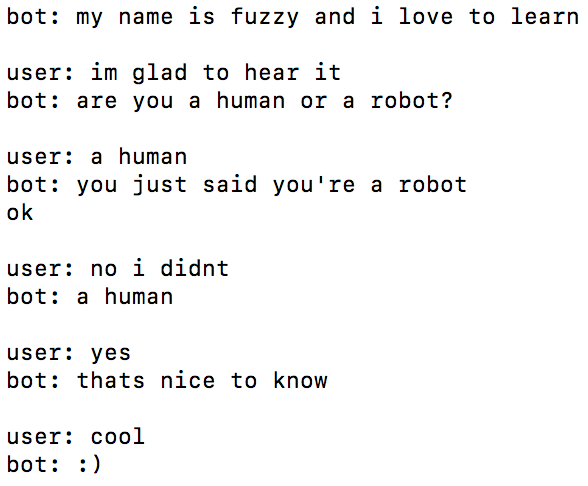 bot: my name is fuzzy and i love to learn
user: im glad to hear it
bot: are you a human or a robot?
user: a human
bot: you just said you're a robot
ok
user: no i didnt
bot: a human
user: yes
bot: thats nice to know
user: cool
bot: :)